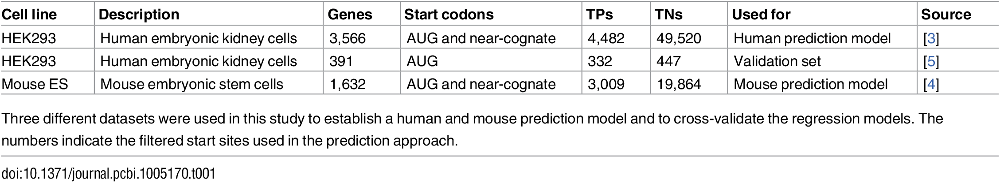 Cell line Description Genes Start codons TPs TNs Used for Source
HEK293 Human embryonic kidney cells 3,566 AUG and near-cognate 4,482 49,520 Human prediction model [3]
HEK293 Human embryonic kidney cells 391 AUG 332 447 Validation set [5]
Mouse ES Mouse embryonic stem cells 1,632 AUG and near-cognate 3,009 19,864 Mouse prediction model [4]
Three different datasets were used in this study to establish a human and mouse prediction model and to cross-validate the regression models. The
numbers indicate the filtered start sites used in the prediction approach.
doi:10.1371/journal.pcbi.1005170.t001